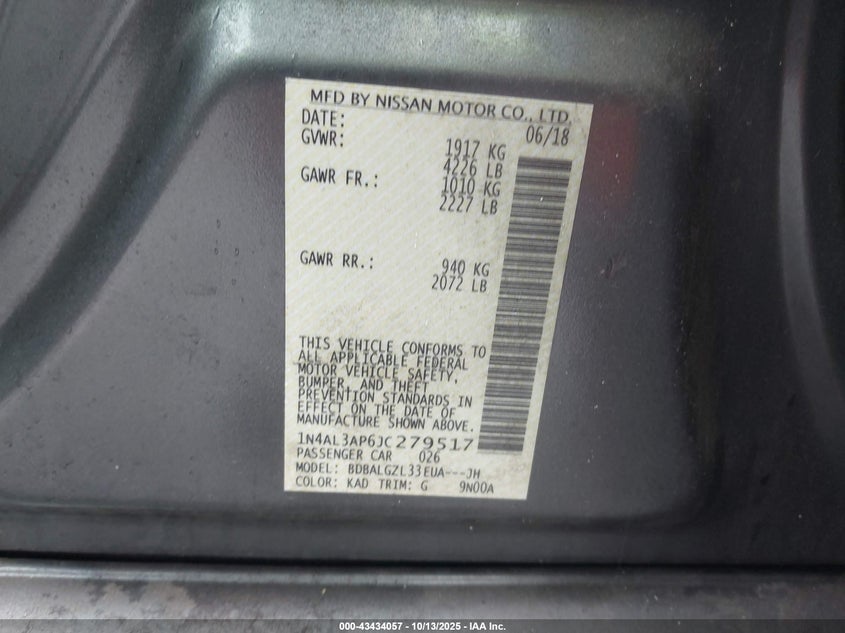 MFD BY NISSAN MOTOR CO., LTD.
DATE: 06/18
GVWR: 1917 KG
4226 LB
GAWR FR.: 1010 KG
2227 LB
GAWR RR.: 940 KG
2072 LB
THIS VEHICLE CONFORMS TO
ALL APPLICABLE FEDERAL
MOTOR VEHICLE SAFETY,
BUMPER, AND THEFT
PREVENTION STANDARDS IN
EFFECT ON THE DATE OF
MANUFACTURE SHOWN ABOVE.
1N4AL3AP6JC279517
PASSENGER CAR 026
MODEL: BDBALGZL33EUA---JH
COLOR: KAD TRIM: G 9N00A
000-43434057 - 10/13/2025 - IAA Inc.